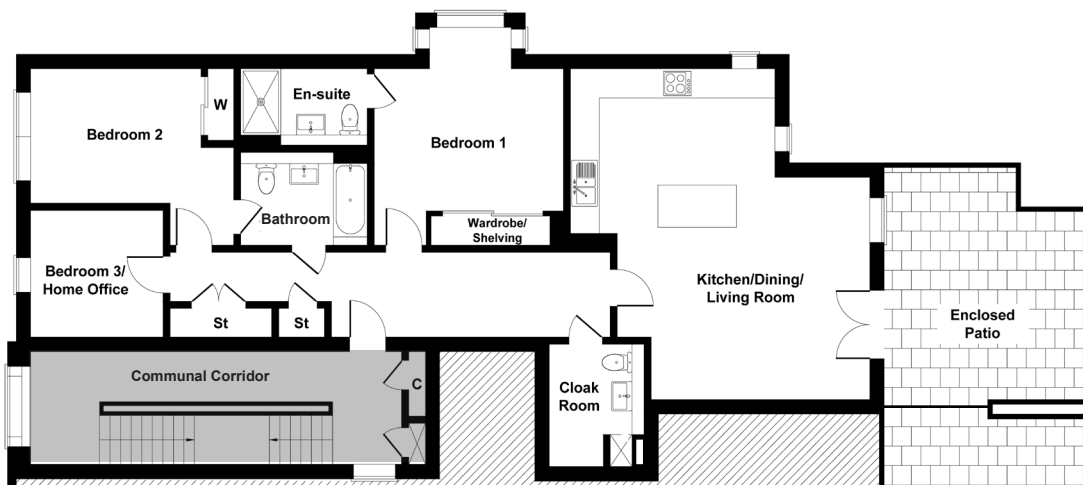 W
En-suite
Bedroom 2
Bedroom 1
Bathroom
Wardrobe/
Shelving
Bedroom 3/
Home Office
Kitchen/Dining/
Living Room
St
St
Enclosed
Patio
Communal Corridor
C
Cloak
Room